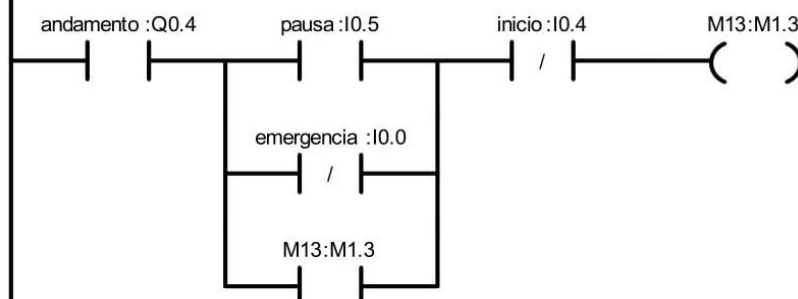 andamento :Q0.4 pausa:I0.5 inicio:I0.4 M13:M1.3
/
emergencia :I0.0
/
M13:M1.3